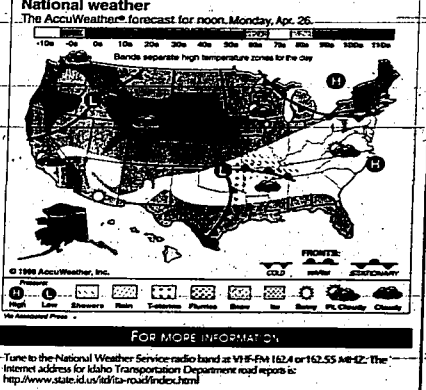 National weather
The AccuWeather® forecast for noon, Monday, Apr. 26.
-10s -0s 0s 10s 20s 30s 40s 50s 60s 70s 80s 90s 100s 110s
Bands separate high temperature zones for the day
H
L
L
H
FRONTS:
COLD WARM STATIONARY
© 1999 AccuWeather, Inc.
Pressure
H L
High Low Showers Rain T-storms Flurries Snow Ice Sunny Pt. Cloudy Cloudy
Via Associated Press
FOR MORE INFORMATION
Tune to the National Weather Service radio band at VHF-FM 162.4 or 162.55 MHZ. The
Internet address for Idaho Transportation Department road reports is:
http://www.state.id.us/itd/ita-road/index.html